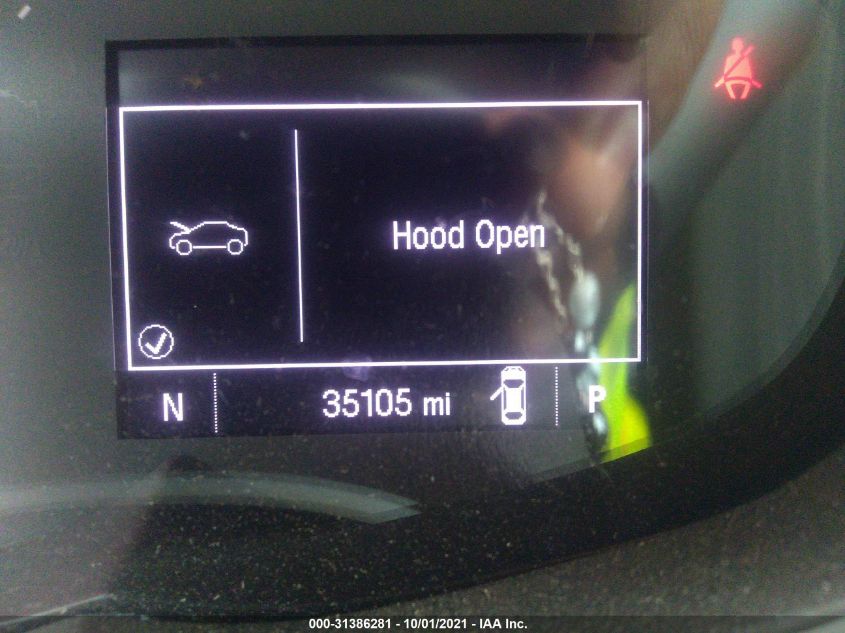 Hood Open
N 35105 mi P
000-31386281 - 10/01/2021 - IAA Inc.